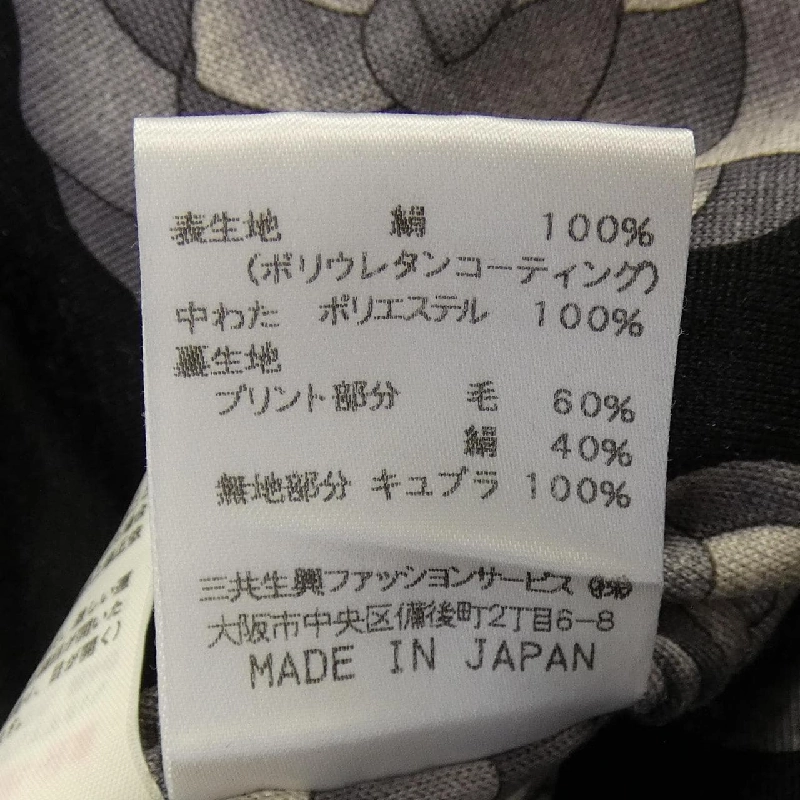 表生地 絹 100%
(ポリウレタンコーティング)
中わた ポリエステル 100%
裏生地
プリント部分 毛 60%
絹 40%
無地部分 キュプラ 100%
三共生興ファッションサービス㈱
大阪市中央区備後町2丁目6-8
MADE IN JAPAN